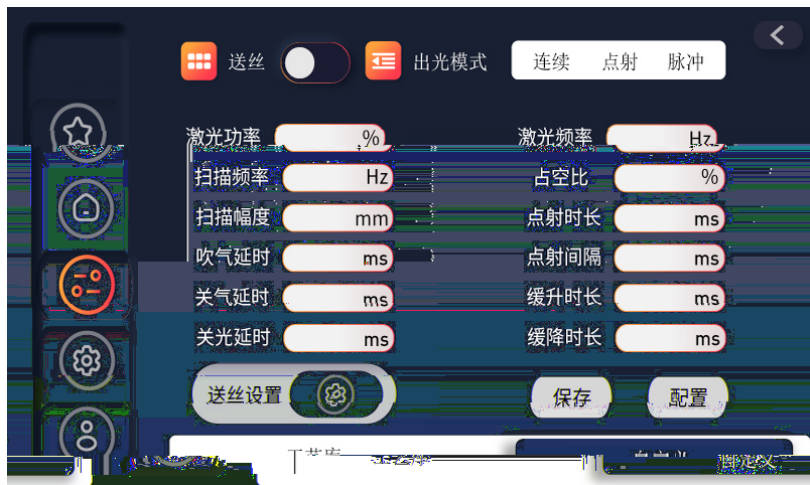 送丝 出光模式 连续 点射 脉冲
激光功率 % 激光频率 Hz
扫描频率 Hz 占空比 %
扫描幅度 mm 点射时长 ms
吹气延时 ms 点射间隔 ms
关气延时 ms 缓升时长 ms
关光延时 ms 缓降时长 ms
送丝设置 保存 配置